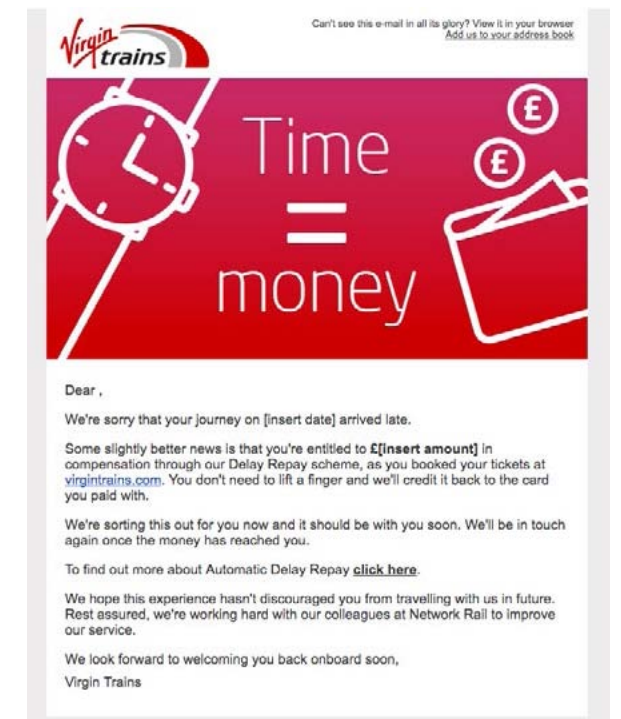 Virgin
trains
Can't see this e-mail in all its glory? View it in your browser
Add us to your address book
Time
=
money
£
£
Dear ,
We're sorry that your journey on [insert date] arrived late.
Some slightly better news is that you're entitled to £[insert amount] in
compensation through our Delay Repay scheme, as you booked your tickets at
virgintrains.com. You don't need to lift a finger and we'll credit it back to the card
you paid with.
We're sorting this out for you now and it should be with you soon. We'll be in touch
again once the money has reached you.
To find out more about Automatic Delay Repay click here.
We hope this experience hasn't discouraged you from travelling with us in future.
Rest assured, we're working hard with our colleagues at Network Rail to improve
our service.
We look forward to welcoming you back onboard soon,
Virgin Trains